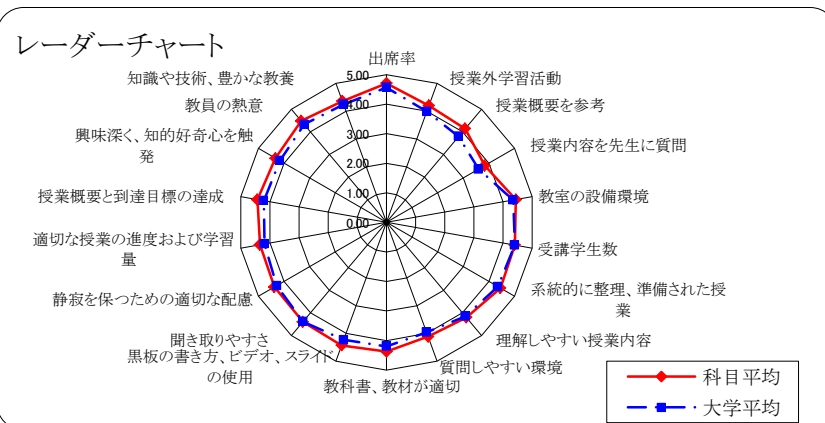 レーダーチャート
出席率
授業外学習活動
授業概要を参考
授業内容を先生に質問
教室の設備環境
受講学生数
系統的に整理、準備された授
業
理解しやすい授業内容
質問しやすい環境
教科書、教材が適切
黒板の書き方、ビデオ、スライド
の使用
聞き取りやすさ
静寂を保つための適切な配慮
適切な授業の進度および学習
量
授業概要と到達目標の達成
興味深く、知的好奇心を触
発
教員の熱意
知識や技術、豊かな教養
5.00
4.00
3.00
2.00
1.00
0.00
科目平均
大学平均